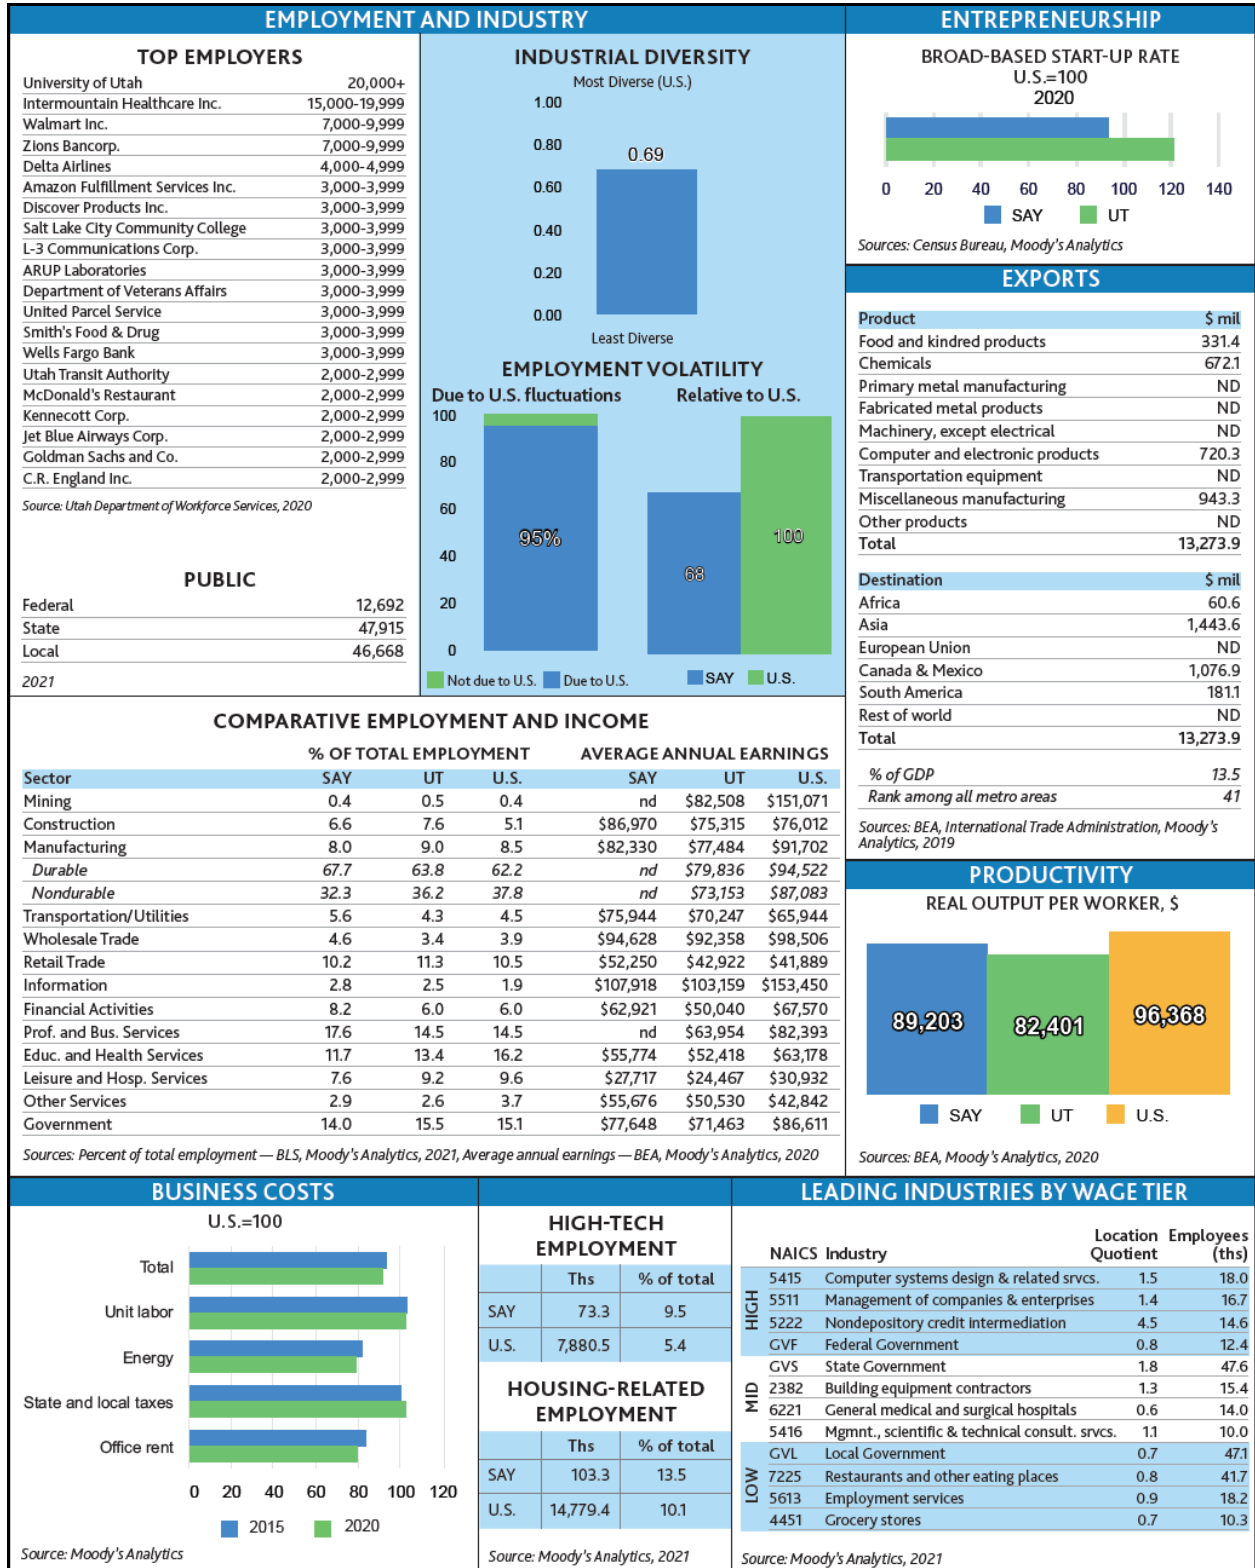 EMPLOYMENT AND INDUSTRY
TOP EMPLOYERS
University of Utah 20,000+
Intermountain Healthcare Inc. 15,000-19,999
Walmart Inc. 7,000-9,999
Zions Bancorp. 7,000-9,999
Delta Airlines 4,000-4,999
Amazon Fulfillment Services Inc. 3,000-3,999
Discover Products Inc. 3,000-3,999
Salt Lake City Community College 3,000-3,999
L-3 Communications Corp. 3,000-3,999
ARUP Laboratories 3,000-3,999
Department of Veterans Affairs 3,000-3,999
United Parcel Service 3,000-3,999
Smith's Food & Drug 3,000-3,999
Wells Fargo Bank 3,000-3,999
Utah Transit Authority 2,000-2,999
McDonald's Restaurant 2,000-2,999
Kennecott Corp. 2,000-2,999
Jet Blue Airways Corp. 2,000-2,999
Goldman Sachs and Co. 2,000-2,999
C.R. England Inc. 2,000-2,999
Source: Utah Department of Workforce Services, 2020
PUBLIC
Federal 12,692
State 47,915
Local 46,668
2021
INDUSTRIAL DIVERSITY
Most Diverse (U.S.)
1.00
0.80
0.69
0.60
0.40
0.20
0.00
Least Diverse
EMPLOYMENT VOLATILITY
Due to U.S. fluctuations Relative to U.S.
100
80
60
95% 100
40
68
20
0
Not due to U.S. Due to U.S. SAY U.S.
COMPARATIVE EMPLOYMENT AND INCOME
% OF TOTAL EMPLOYMENT AVERAGE ANNUAL EARNINGS
Sector SAY UT U.S. SAY UT U.S.
Mining 0.4 0.5 0.4 nd $82,508 $151,071
Construction 6.6 7.6 5.1 $86,970 $75,315 $76,012
Manufacturing 8.0 9.0 8.5 $82,330 $77,484 $91,702
Durable 67.7 63.8 62.2 nd $79,836 $94,522
Nondurable 32.3 36.2 37.8 nd $73,153 $87,083
Transportation/Utilities 5.6 4.3 4.5 $75,944 $70,247 $65,944
Wholesale Trade 4.6 3.4 3.9 $94,628 $92,358 $98,506
Retail Trade 10.2 11.3 10.5 $52,250 $42,922 $41,889
Information 2.8 2.5 1.9 $107,918 $103,159 $153,450
Financial Activities 8.2 6.0 6.0 $62,921 $50,040 $67,570
Prof. and Bus. Services 17.6 14.5 14.5 nd $63,954 $82,393
Educ. and Health Services 11.7 13.4 16.2 $55,774 $52,418 $63,178
Leisure and Hosp. Services 7.6 9.2 9.6 $27,717 $24,467 $30,932
Other Services 2.9 2.6 3.7 $55,676 $50,530 $42,842
Government 14.0 15.5 15.1 $77,648 $71,463 $86,611
Sources: Percent of total employment — BLS, Moody's Analytics, 2021, Average annual earnings — BEA, Moody's Analytics, 2020
ENTREPRENEURSHIP
BROAD-BASED START-UP RATE
U.S.=100
2020
0 20 40 60 80 100 120 140
SAY UT
Sources: Census Bureau, Moody's Analytics
EXPORTS
Product $ mil
Food and kindred products 331.4
Chemicals 672.1
Primary metal manufacturing ND
Fabricated metal products ND
Machinery, except electrical ND
Computer and electronic products 720.3
Transportation equipment ND
Miscellaneous manufacturing 943.3
Other products ND
Total 13,273.9
Destination $ mil
Africa 60.6
Asia 1,443.6
European Union ND
Canada & Mexico 1,076.9
South America 181.1
Rest of world ND
Total 13,273.9
% of GDP 13.5
Rank among all metro areas 41
Sources: BEA, International Trade Administration, Moody's
Analytics, 2019
PRODUCTIVITY
REAL OUTPUT PER WORKER, $
89,203 82,401 96,368
SAY UT U.S.
Sources: BEA, Moody's Analytics, 2020
BUSINESS COSTS
U.S.=100
Total
Unit labor
Energy
State and local taxes
Office rent
0 20 40 60 80 100 120
2015 2020
Source: Moody's Analytics
HIGH-TECH
EMPLOYMENT
Ths % of total
SAY 73.3 9.5
U.S. 7,880.5 5.4
HOUSING-RELATED
EMPLOYMENT
Ths % of total
SAY 103.3 13.5
U.S. 14,779.4 10.1
Source: Moody's Analytics, 2021
LEADING INDUSTRIES BY WAGE TIER
Location Employees
NAICS Industry Quotient (ths)
HIGH
5415 Computer systems design & related srvcs. 1.5 18.0
5511 Management of companies & enterprises 1.4 16.7
5222 Nondepository credit intermediation 4.5 14.6
GVF Federal Government 0.8 12.4
MID
GVS State Government 1.8 47.6
2382 Building equipment contractors 1.3 15.4
6221 General medical and surgical hospitals 0.6 14.0
5416 Mgmnt., scientific & technical consult. srvcs. 1.1 10.0
LOW
GVL Local Government 0.7 47.1
7225 Restaurants and other eating places 0.8 41.7
5613 Employment services 0.9 18.2
4451 Grocery stores 0.7 10.3
Source: Moody's Analytics, 2021